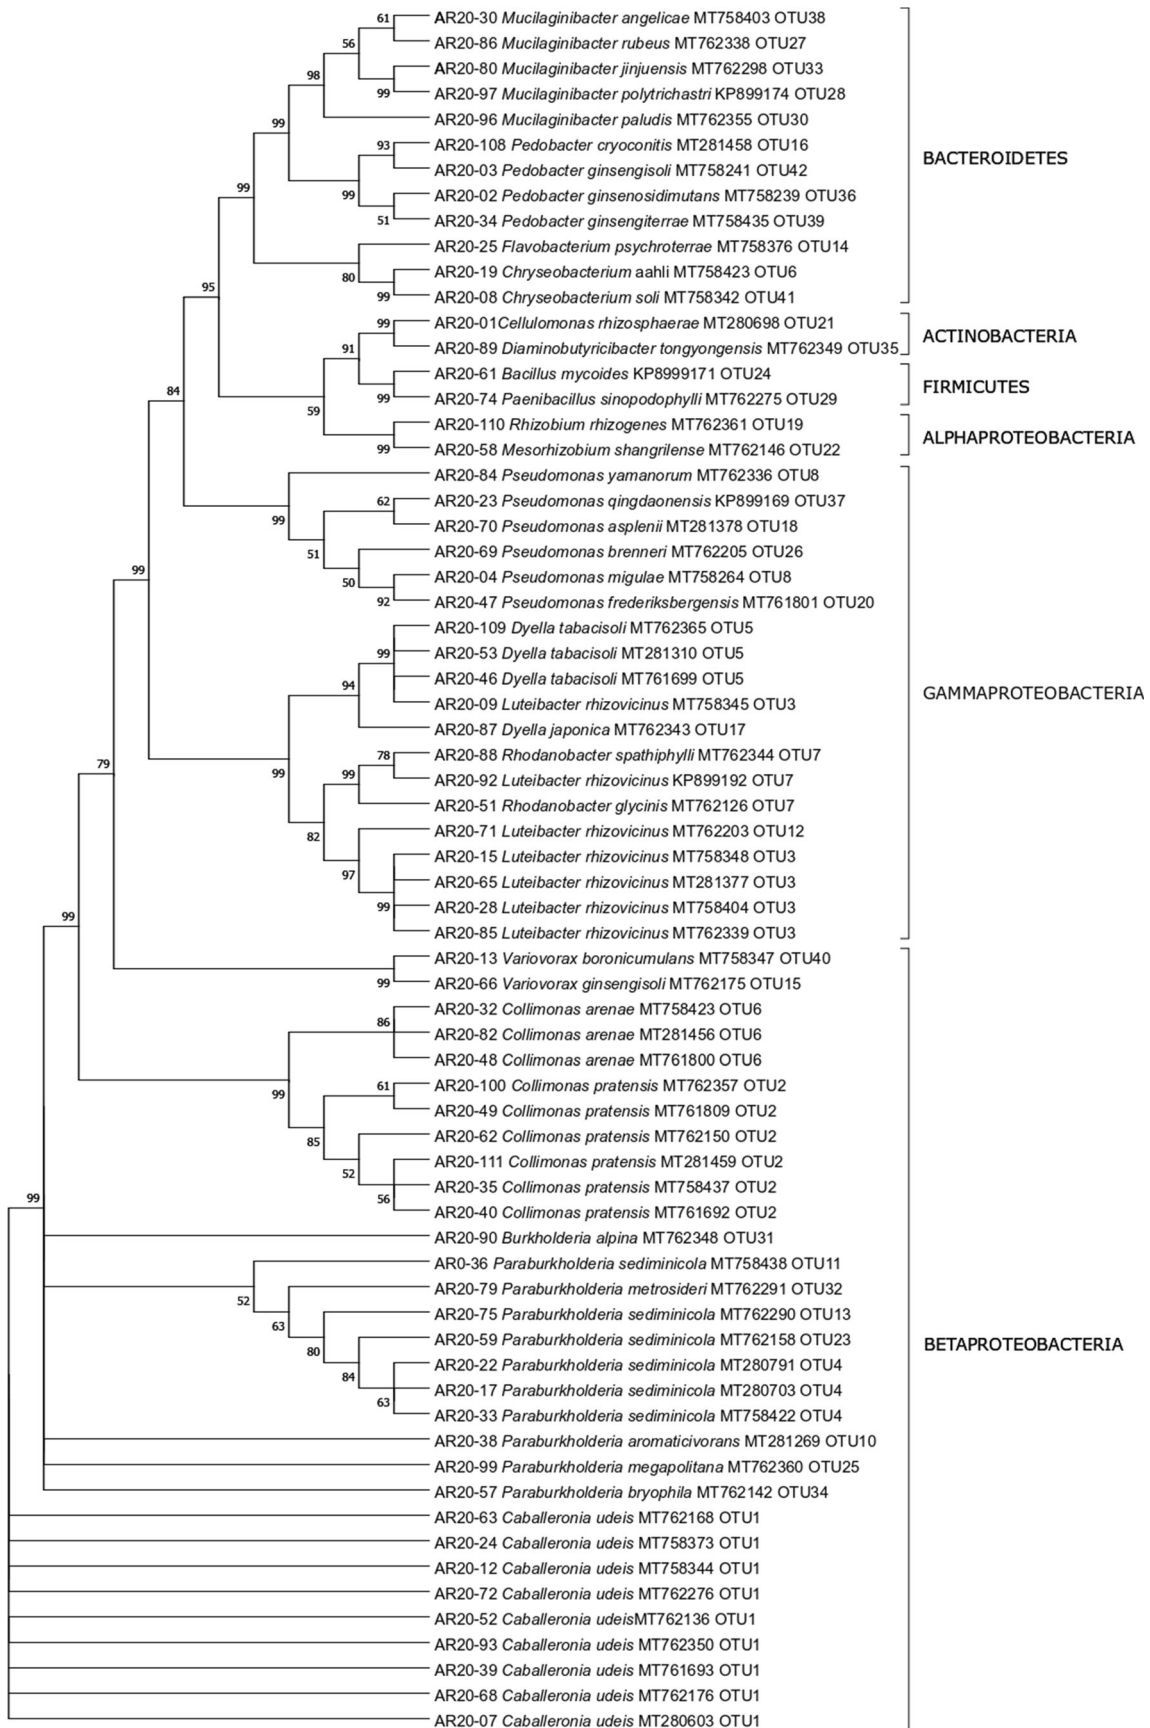 61 AR20-30 Mucilaginibacter angelicae MT758403 OTU38
AR20-86 Mucilaginibacter rubeus MT762338 OTU27
56
AR20-80 Mucilaginibacter jinjuensis MT762298 OTU33
98
99 AR20-97 Mucilaginibacter polytrichastri KP899174 OTU28
AR20-96 Mucilaginibacter paludis MT762355 OTU30
99
93 AR20-108 Pedobacter cryoconitis MT281458 OTU16
BACTEROIDETES
AR20-03 Pedobacter ginsengisoli MT758241 OTU42
99
99 AR20-02 Pedobacter ginsenosidimutans MT758239 OTU36
51 AR20-34 Pedobacter ginsengiterrae MT758435 OTU39
AR20-25 Flavobacterium psychroterrae MT758376 OTU14
80 AR20-19 Chryseobacterium aahli MT758423 OTU6
95
99 AR20-08 Chryseobacterium soli MT758342 OTU41
99 AR20-01Cellulomonas rhizosphaerae MT280698 OTU21
ACTINOBACTERIA
91 AR20-89 Diaminobutyricibacter tongyongensis MT762349 OTU35
AR20-61 Bacillus mycoides KP8999171 OTU24
FIRMICUTES
84
99 AR20-74 Paenibacillus sinopodophylli MT762275 OTU29
59
AR20-110 Rhizobium rhizogenes MT762361 OTU19
ALPHAPROTEOBACTERIA
99 AR20-58 Mesorhizobium shangrilense MT762146 OTU22
AR20-84 Pseudomonas yamanorum MT762336 OTU8
62 AR20-23 Pseudomonas qingdaonensis KP899169 OTU37
99
AR20-70 Pseudomonas asplenii MT281378 OTU18
51
AR20-69 Pseudomonas brenneri MT762205 OTU26
99
50 AR20-04 Pseudomonas migulae MT758264 OTU8
92 AR20-47 Pseudomonas frederiksbergensis MT761801 OTU20
AR20-109 Dyella tabacisoli MT762365 OTU5
99 AR20-53 Dyella tabacisoli MT281310 OTU5
AR20-46 Dyella tabacisoli MT761699 OTU5
94
GAMMAPROTEOBACTERIA
AR20-09 Luteibacter rhizovicinus MT758345 OTU3
AR20-87 Dyella japonica MT762343 OTU17
78 AR20-88 Rhodanobacter spathiphylli MT762344 OTU7
79
99
99 AR20-92 Luteibacter rhizovicinus KP899192 OTU7
AR20-51 Rhodanobacter glycinis MT762126 OTU7
82
AR20-71 Luteibacter rhizovicinus MT762203 OTU12
AR20-15 Luteibacter rhizovicinus MT758348 OTU3
97
AR20-65 Luteibacter rhizovicinus MT281377 OTU3
99 AR20-28 Luteibacter rhizovicinus MT758404 OTU3
99
AR20-85 Luteibacter rhizovicinus MT762339 OTU3
AR20-13 Variovorax boronicumulans MT758347 OTU40
99 AR20-66 Variovorax ginsengisoli MT762175 OTU15
AR20-32 Collimonas arenae MT758423 OTU6
86
AR20-82 Collimonas arenae MT281456 OTU6
AR20-48 Collimonas arenae MT761800 OTU6
61 AR20-100 Collimonas pratensis MT762357 OTU2
99
AR20-49 Collimonas pratensis MT761809 OTU2
85
AR20-62 Collimonas pratensis MT762150 OTU2
AR20-111 Collimonas pratensis MT281459 OTU2
52
AR20-35 Collimonas pratensis MT758437 OTU2
56
99
AR20-40 Collimonas pratensis MT761692 OTU2
AR20-90 Burkholderia alpina MT762348 OTU31
AR0-36 Paraburkholderia sediminicola MT758438 OTU11
AR20-79 Paraburkholderia metrosideri MT762291 OTU32
52
AR20-75 Paraburkholderia sediminicola MT762290 OTU13
63
AR20-59 Paraburkholderia sediminicola MT762158 OTU23
BETAPROTEOBACTERIA
80
AR20-22 Paraburkholderia sediminicola MT280791 OTU4
84
AR20-17 Paraburkholderia sediminicola MT280703 OTU4
63
AR20-33 Paraburkholderia sediminicola MT758422 OTU4
AR20-38 Paraburkholderia aromaticivorans MT281269 OTU10
AR20-99 Paraburkholderia megapolitana MT762360 OTU25
AR20-57 Paraburkholderia bryophila MT762142 OTU34
AR20-63 Caballeronia udeis MT762168 OTU1
AR20-24 Caballeronia udeis MT758373 OTU1
AR20-12 Caballeronia udeis MT758344 OTU1
AR20-72 Caballeronia udeis MT762276 OTU1
AR20-52 Caballeronia udeisMT762136 OTU1
AR20-93 Caballeronia udeis MT762350 OTU1
AR20-39 Caballeronia udeis MT761693 OTU1
AR20-68 Caballeronia udeis MT762176 OTU1
AR20-07 Caballeronia udeis MT280603 OTU1